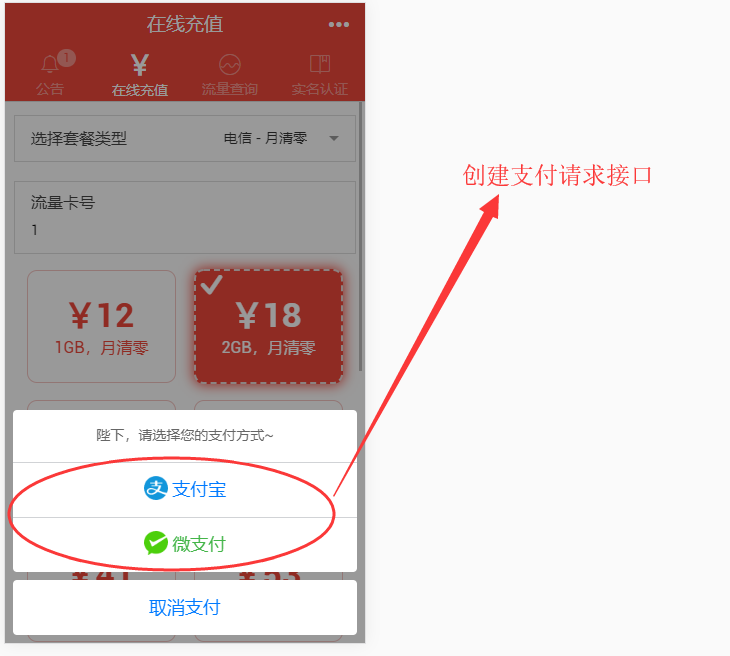 在线充值
1
公告
¥
在线充值
流量查询
实名认证
选择套餐类型
电信 - 月清零
流量卡号
1
¥12
1GB，月清零
¥18
2GB，月清零
陛下，请选择您的支付方式~
支 支付宝
微支付
¥41
¥53
取消支付
创建支付请求接口